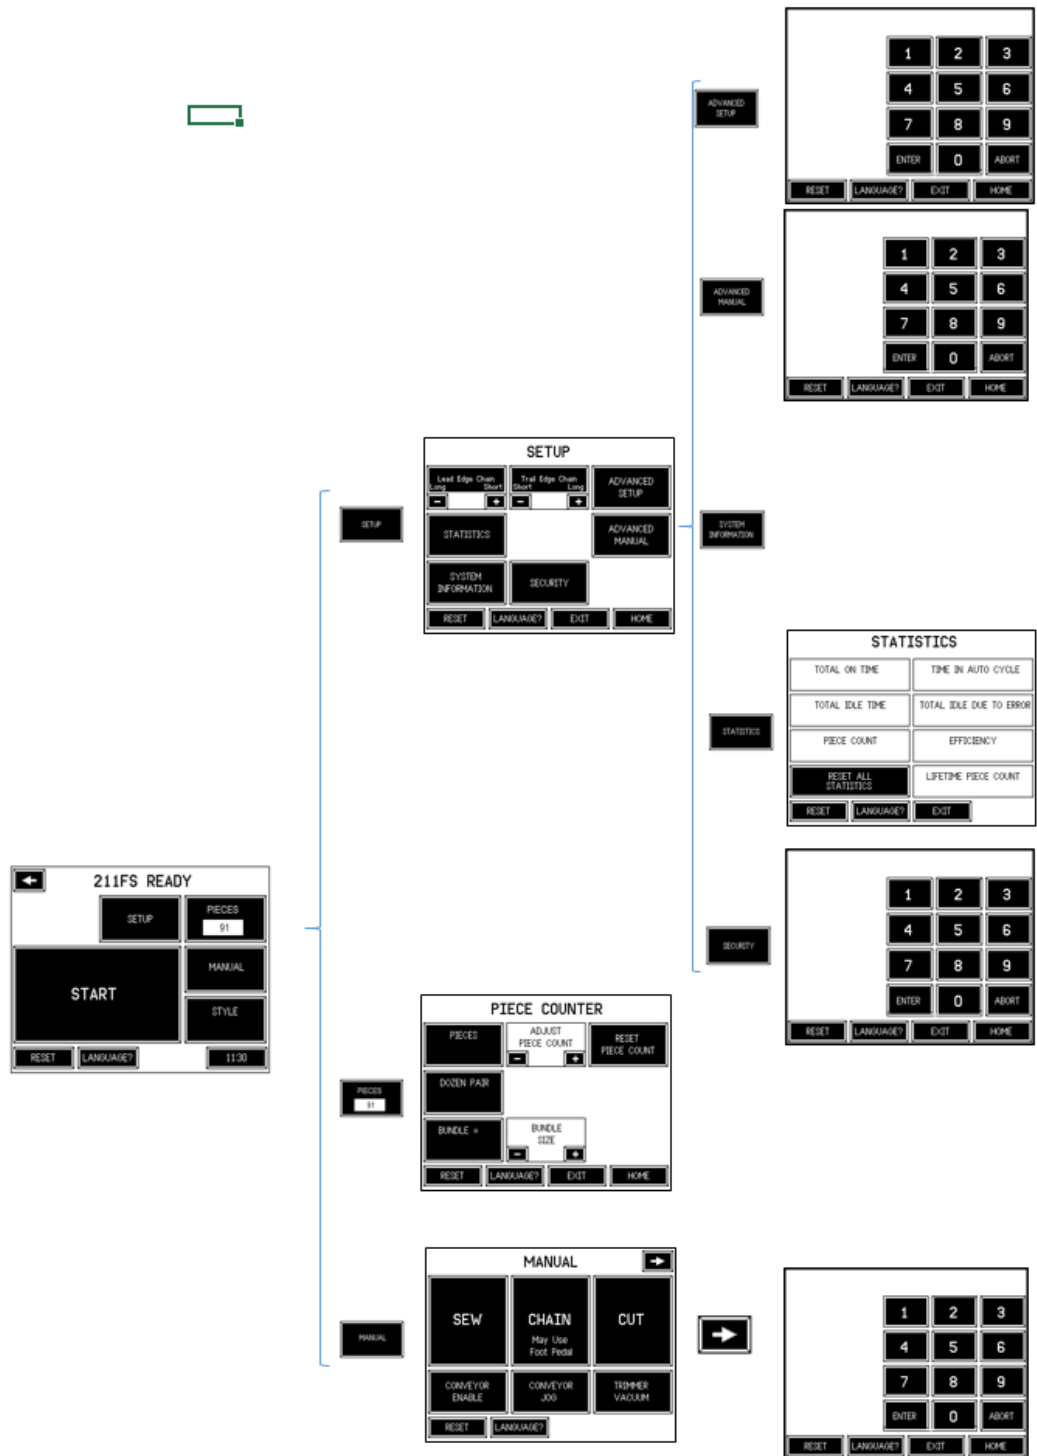 ADVANCED
SETUP
1 2 3
4 5 6
7 8 9
ENTER 0 ABORT
RESET LANGUAGE? EXIT HOME
ADVANCED
MANUAL
1 2 3
4 5 6
7 8 9
ENTER 0 ABORT
RESET LANGUAGE? EXIT HOME
SETUP
SETUP
Lead Edge Chain
Long Short
- +
Trail Edge Chain
Short Long
- +
ADVANCED
SETUP
STATISTICS
ADVANCED
MANUAL
SYSTEM
INFORMATION
SECURITY
RESET LANGUAGE? EXIT HOME
SYSTEM
INFORMATION
STATISTICS
STATISTICS
TOTAL ON TIME
TIME IN AUTO CYCLE
TOTAL IDLE TIME
TOTAL IDLE DUE TO ERROR
PIECE COUNT
EFFICIENCY
RESET ALL
STATISTICS
LIFETIME PIECE COUNT
RESET LANGUAGE? EXIT
SECURITY
1 2 3
4 5 6
7 8 9
ENTER 0 ABORT
RESET LANGUAGE? EXIT HOME
← 211FS READY
SETUP
PIECES
91
START
MANUAL
STYLE
RESET LANGUAGE? 11:30
PIECES
91
PIECE COUNTER
PIECES
ADJUST
PIECE COUNT
- +
RESET
PIECE COUNT
DOZEN PAIR
BUNDLE =
BUNDLE
SIZE
- +
RESET LANGUAGE? EXIT HOME
MANUAL
MANUAL →
SEW
CHAIN
May Use
Foot Pedal
CUT
CONVEYOR
ENABLE
CONVEYOR
JOG
TRIMMER
VACUUM
RESET LANGUAGE?
→
1 2 3
4 5 6
7 8 9
ENTER 0 ABORT
RESET LANGUAGE? EXIT HOME